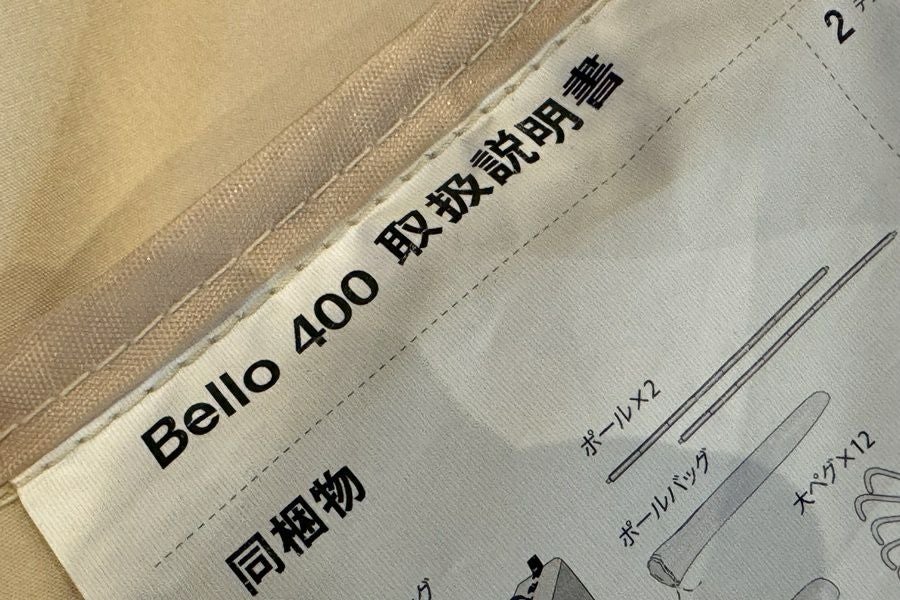 Bello 400 取扱説明書
2
同梱物
ポール×2
ポールバッグ
大ペグ×12